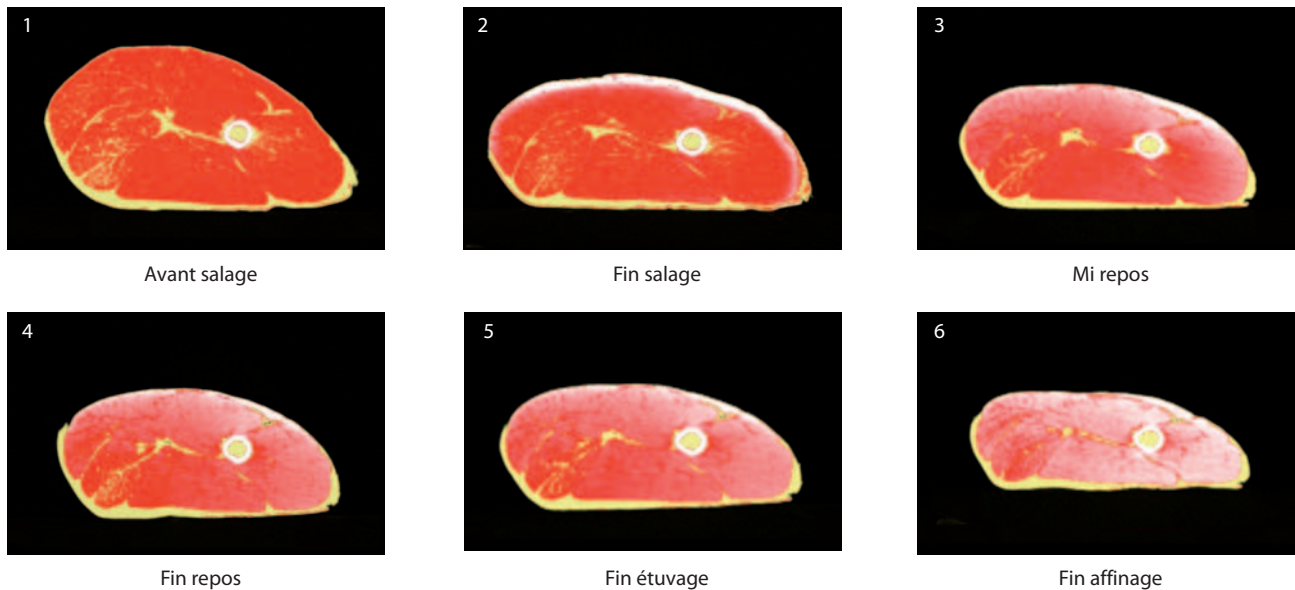 1
2
3
Avant salage
Fin salage
Mi repos
4
5
6
Fin repos
Fin étuvage
Fin affinage